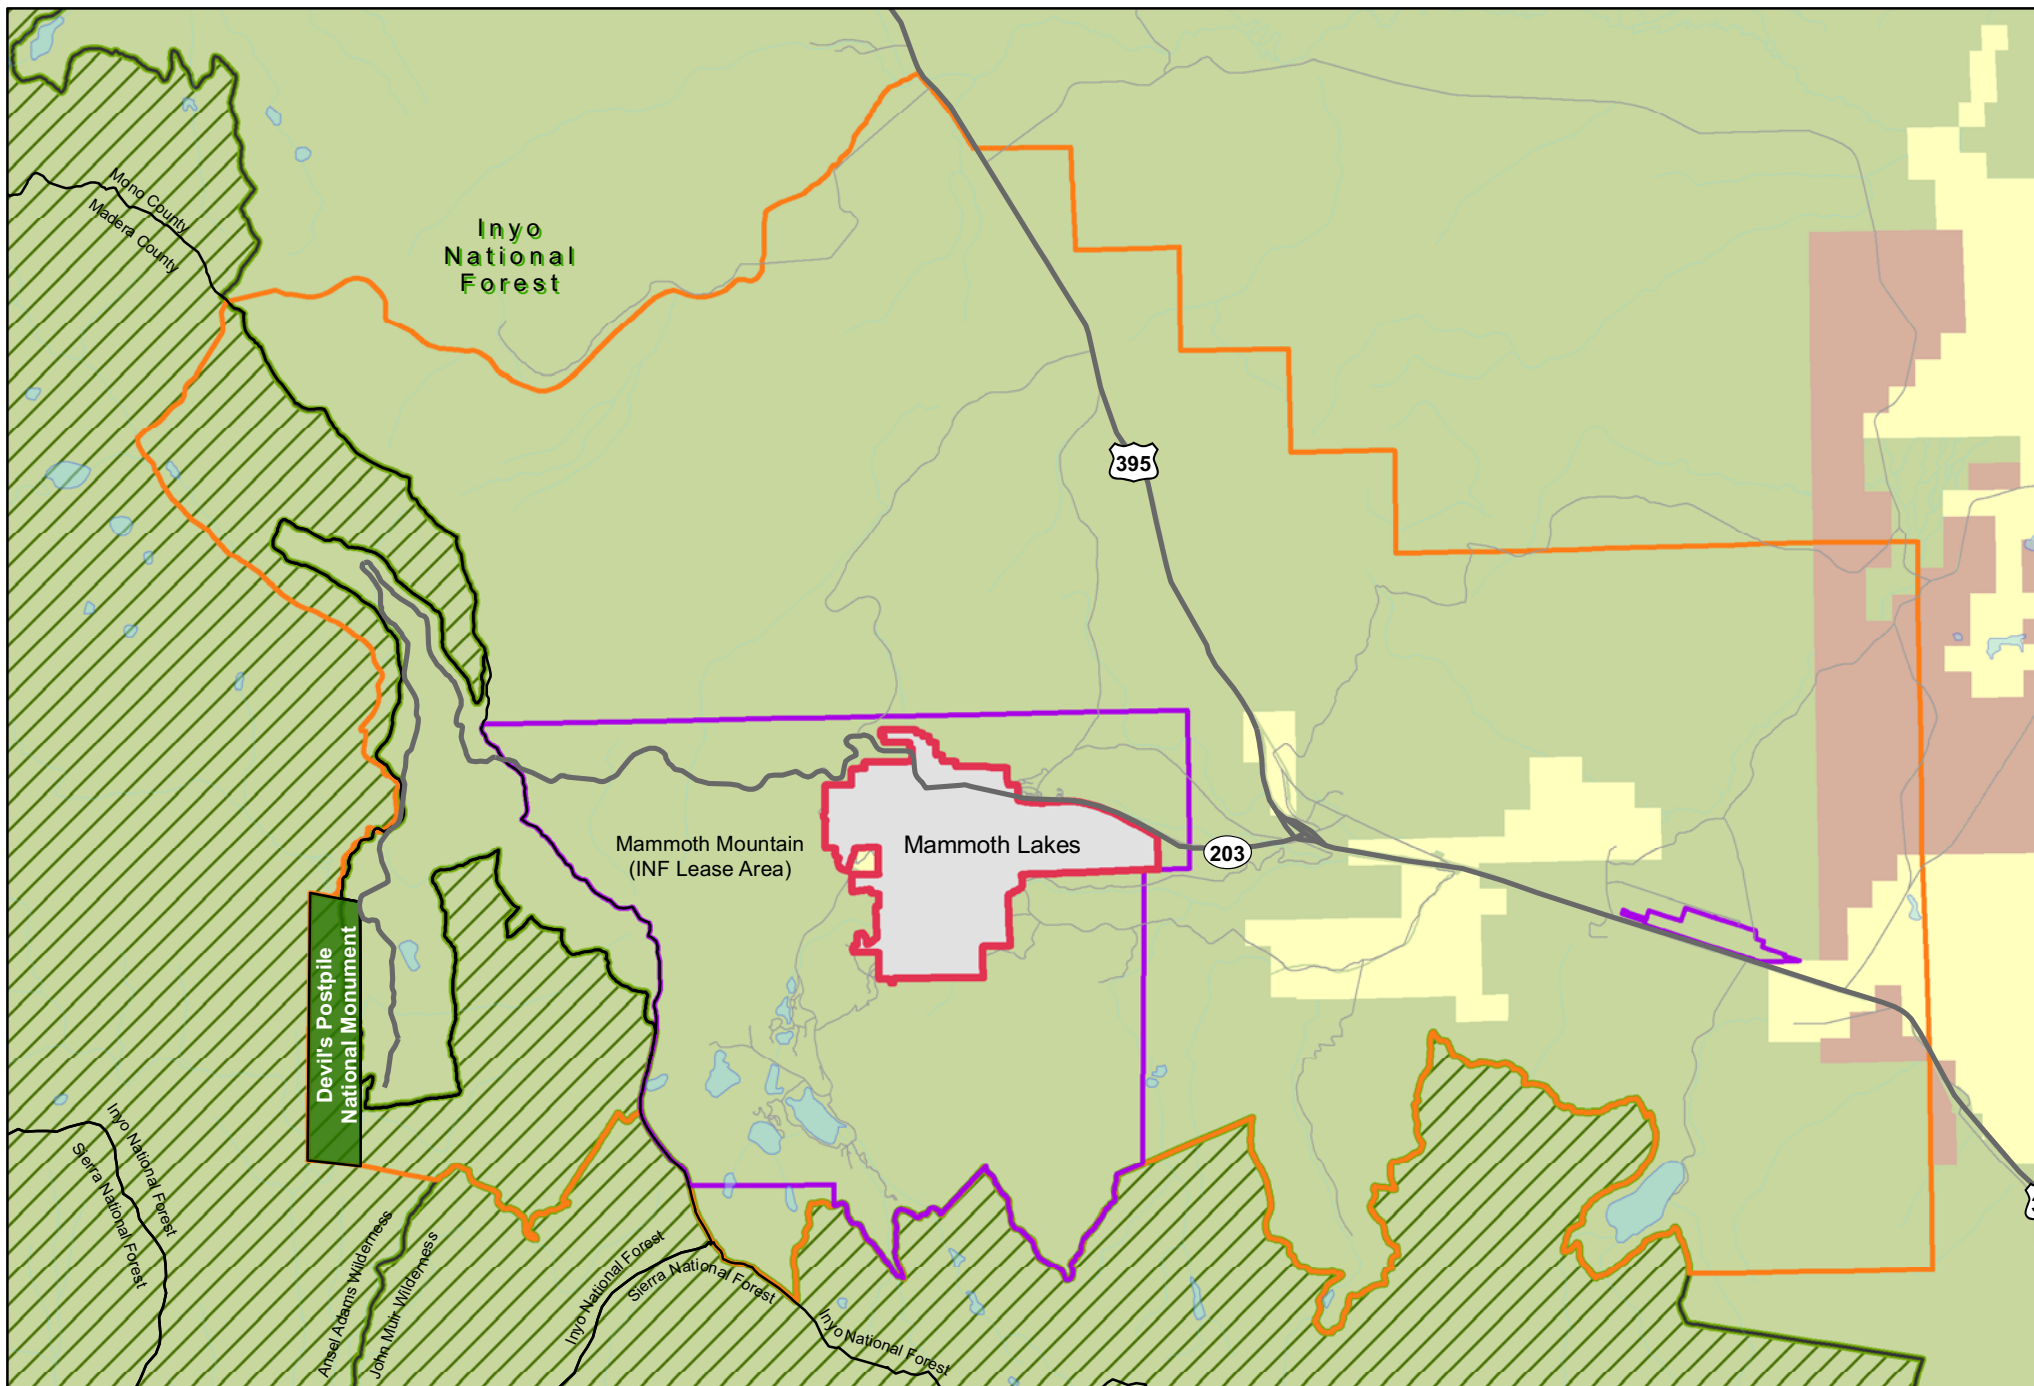 Mono County
Madera County
Inyo
National
Forest
395
Mammoth Mountain
(INF Lease Area)
Mammoth Lakes
203
Devil's Postpile
National Monument
Inyo National Forest
Sierra National Forest
Ansel Adams Wilderness
John Muir Wilderness
Inyo National Forest
Sierra National Forest
Inyo National Forest